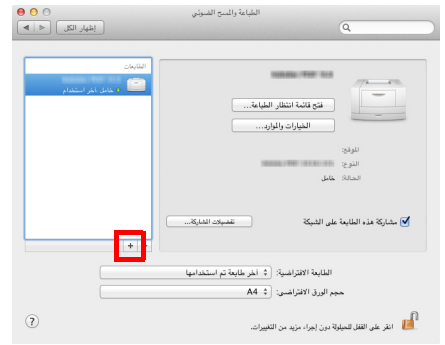 الطباعة والمسح الضوئي
إظهار الكل
الطابعات
خامل، آخر استخدام
فتح قائمة انتظار الطباعة...
الخيارات والموارد...
الموقع:
النوع:
الحالة: خامل
مشاركة هذه الطابعة على الشبكة
تفضيلات المشاركة...
+ −
الطابعة الافتراضية: آخر طابعة تم استخدامها
حجم الورق الافتراضي: A4
انقر على القفل للحيلولة دون إجراء مزيد من التغييرات.
?